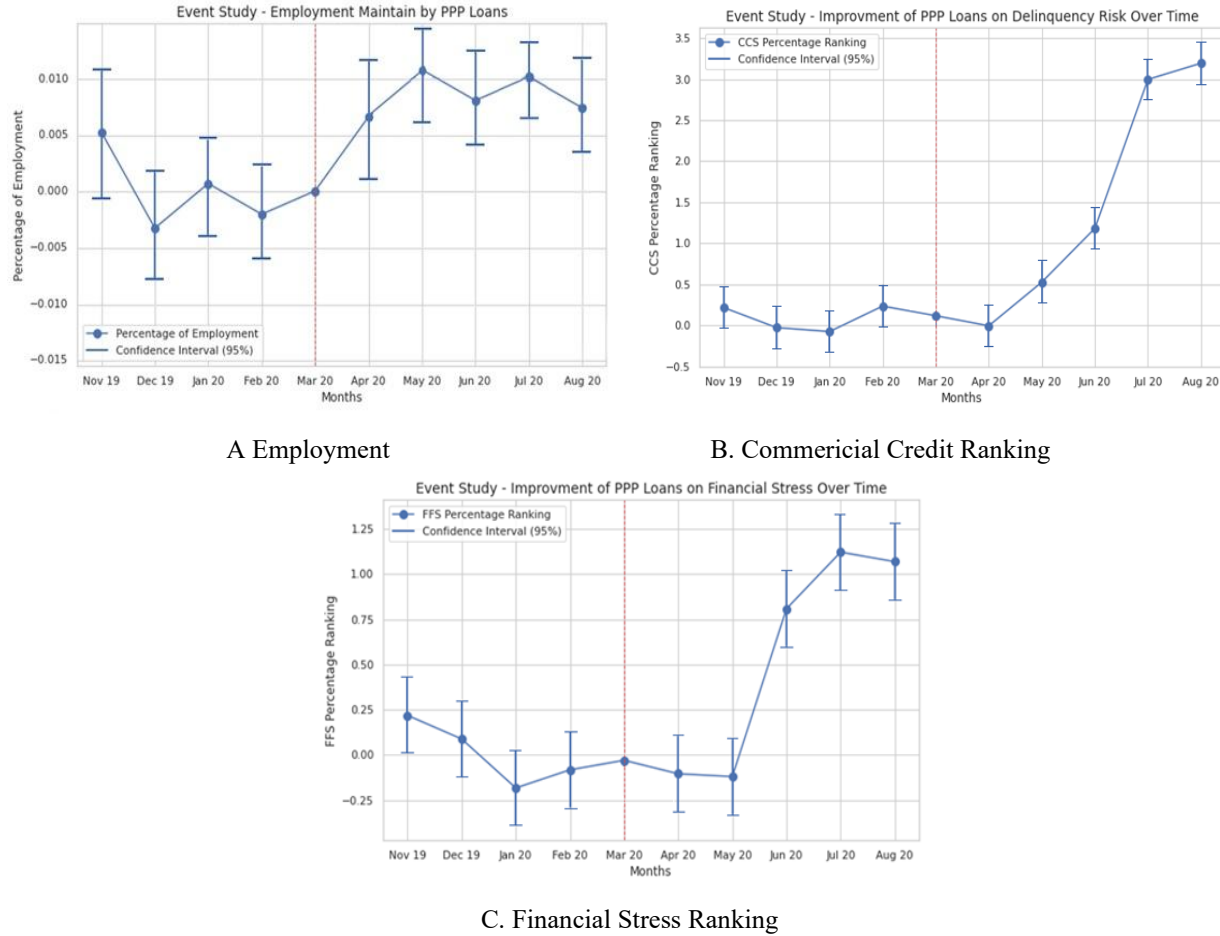 Event Study - Employment Maintain by PPP Loans
Percentage of Employment
0.010
0.005
0.000
−0.005
−0.010
−0.015
Percentage of Employment
Confidence Interval (95%)
Nov 19 Dec 19 Jan 20 Feb 20 Mar 20 Apr 20 May 20 Jun 20 Jul 20 Aug 20
Months
A Employment
Event Study - Improvment of PPP Loans on Delinquency Risk Over Time
CCS Percentage Ranking
3.5
3.0
2.5
2.0
1.5
1.0
0.5
0.0
−0.5
CCS Percentage Ranking
Confidence Interval (95%)
Nov 19 Dec 19 Jan 20 Feb 20 Mar 20 Apr 20 May 20 Jun 20 Jul 20 Aug 20
Months
B. Commericial Credit Ranking
Event Study - Improvment of PPP Loans on Financial Stress Over Time
FFS Percentage Ranking
1.25
1.00
0.75
0.50
0.25
0.00
−0.25
FFS Percentage Ranking
Confidence Interval (95%)
Nov 19 Dec 19 Jan 20 Feb 20 Mar 20 Apr 20 May 20 Jun 20 Jul 20 Aug 20
Months
C. Financial Stress Ranking